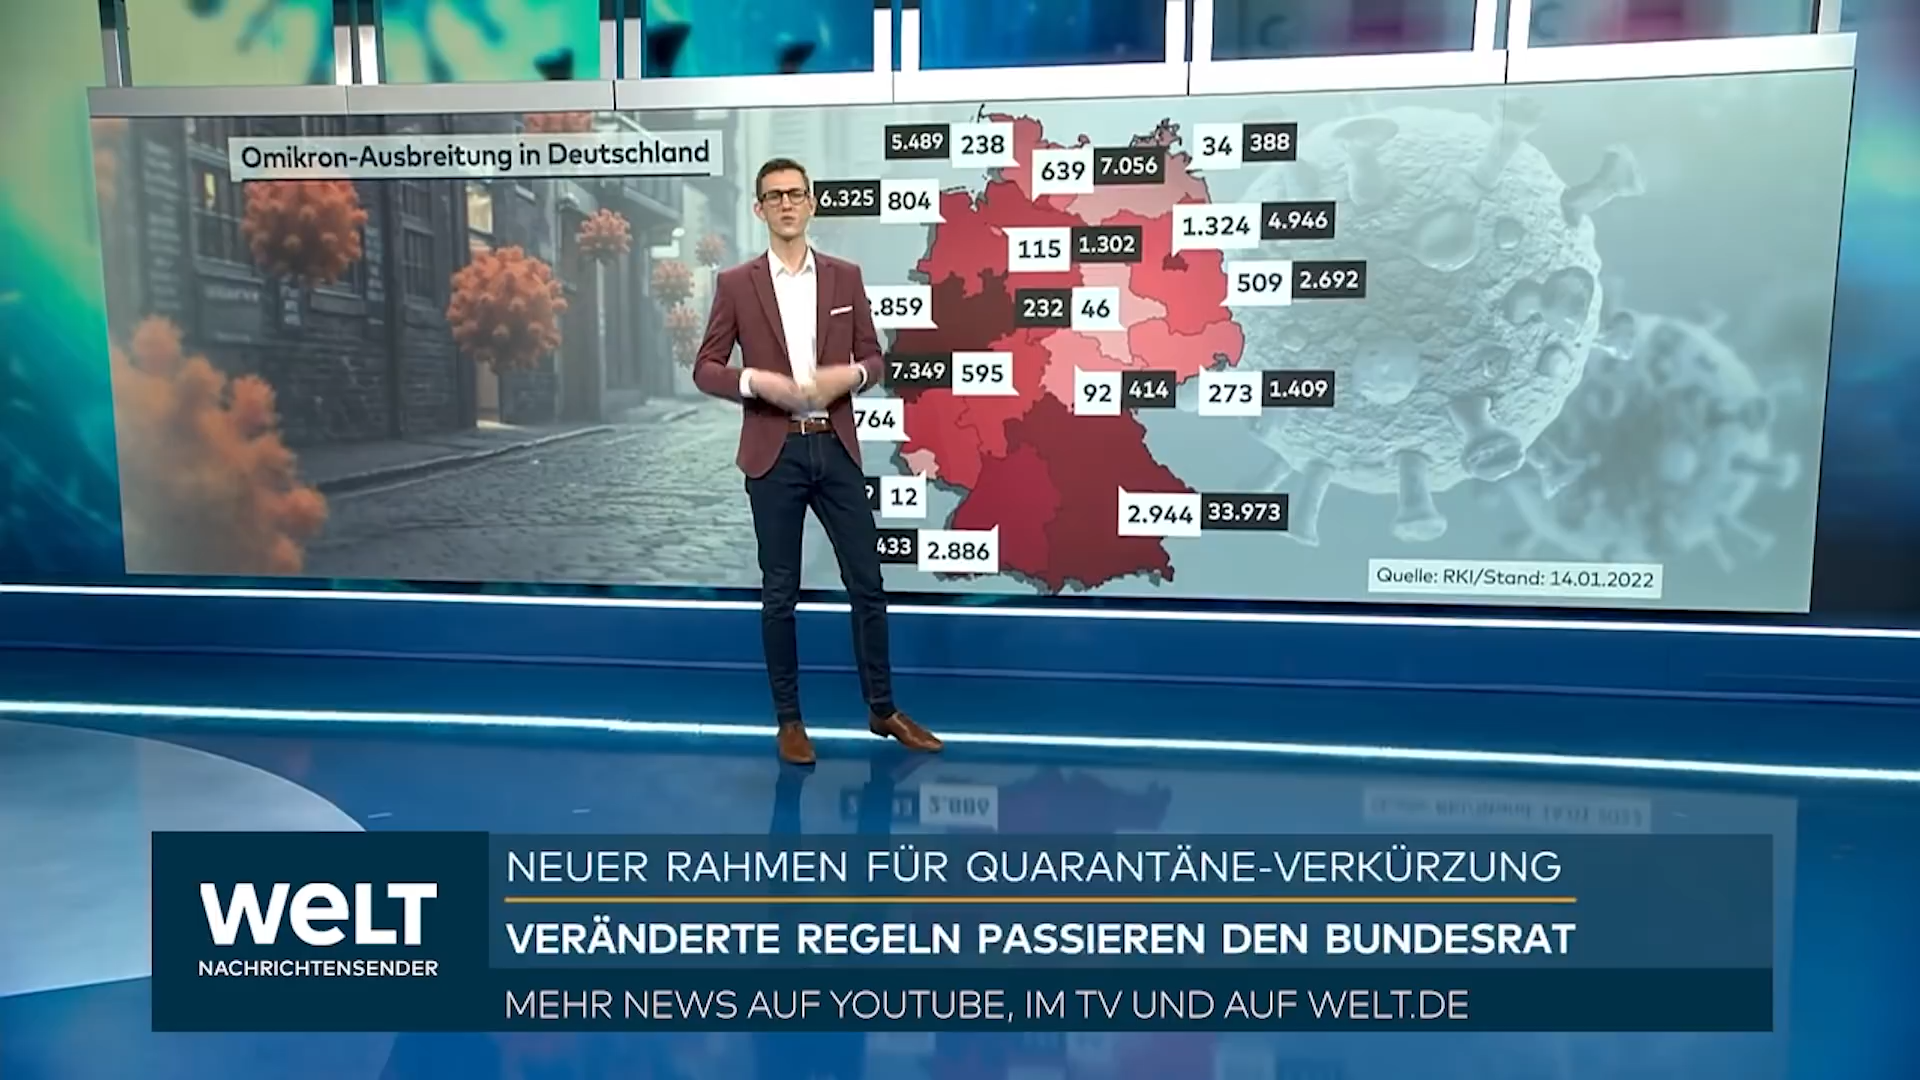 Omikron-Ausbreitung in Deutschland
5.489 238
639 7.056
34 388
6.325 804
1.324 4.946
115 1.302
509 2.692
.859
232 46
7.349 595
92 414
273 1.409
764
12
2.944 33.973
433 2.886
Quelle: RKI/Stand: 14.01.2022
WELT
NACHRICHTENSENDER
NEUER RAHMEN FÜR QUARANTÄNE-VERKÜRZUNG
VERÄNDERTE REGELN PASSIEREN DEN BUNDESRAT
MEHR NEWS AUF YOUTUBE, IM TV UND AUF WELT.DE